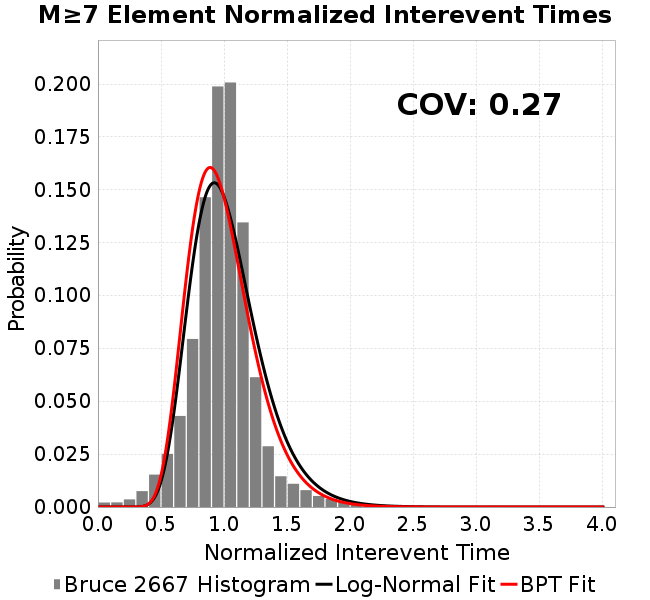 M≥7 Element Normalized Interevent Times
COV: 0.27
Probability
0.200
0.175
0.150
0.125
0.100
0.075
0.050
0.025
0.000
0.0 0.5 1.0 1.5 2.0 2.5 3.0 3.5 4.0
Normalized Interevent Time
Bruce 2667 Histogram Log-Normal Fit BPT Fit